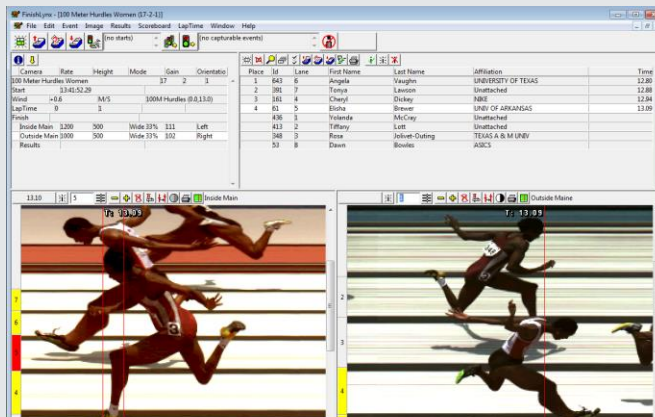 FinishLynx - [100 Meter Hurdles Women (17-2-1)]
File Edit Event Image Results Scoreboard LapTime Window Help
(no starts) (no capturable events)
Camera Rate Height Mode Gain Orientatio
100 Meter Hurdles Women 17 2 1
Start 13:41:52.29
Wind +0.6 M/S 100M Hurdles (0.0,13.0)
LapTime 0 1
Finish
Inside Main 1200 500 Wide 33% 111 Left
Outside Main 1000 500 Wide 33% 102 Right
Results
Place Id Lane First Name Last Name Affiliation Time
1 643 6 Angela Vaughn UNIVERSITY OF TEXAS 12.80
2 391 7 Tonya Lawson Unattached 12.88
3 161 4 Cheryl Dickey NIKE 12.94
4 61 5 Elisha Brewer UNIV OF ARKANSAS 13.09
436 1 Yolanda McCray Unattached
413 2 Tiffany Lott Unattached
348 3 Rosa Jolivet-Outing TEXAS A & M UNIV
53 8 Dawn Bowles ASICS
13.10 5 Inside Main
T: 13.09
7
6
5
4
3
Outside Maine
T: 13.09
2
3
4